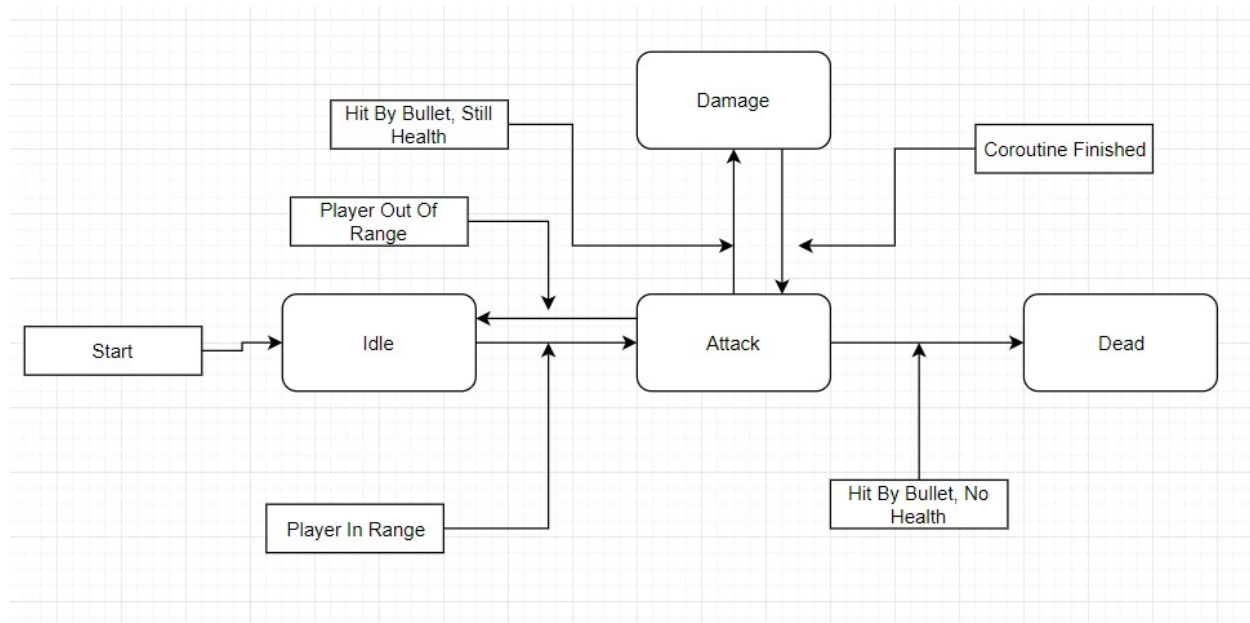 Damage
Hit By Bullet, Still
Health
Coroutine Finished
Player Out Of
Range
Start
Idle
Attack
Dead
Hit By Bullet, No
Health
Player In Range